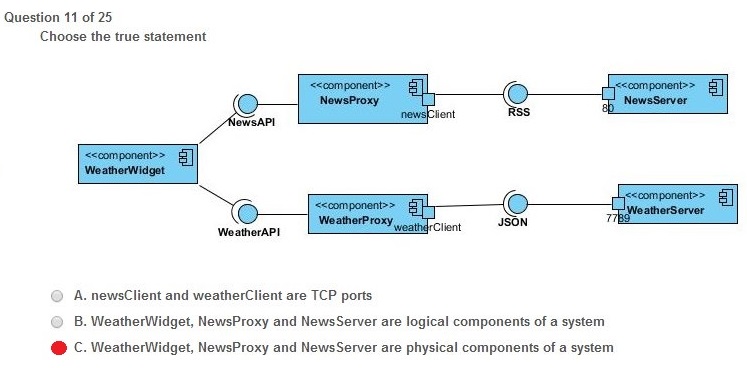 Question 11 of 25
Choose the true statement
<<component>>
NewsProxy
newsClient
<<component>>
NewsServer
80
RSS
NewsAPI
<<component>>
WeatherWidget
<<component>>
WeatherProxy
weatherClient
<<component>>
WeatherServer
7789
JSON
WeatherAPI
A. newsClient and weatherClient are TCP ports
B. WeatherWidget, NewsProxy and NewsServer are logical components of a system
C. WeatherWidget, NewsProxy and NewsServer are physical components of a system